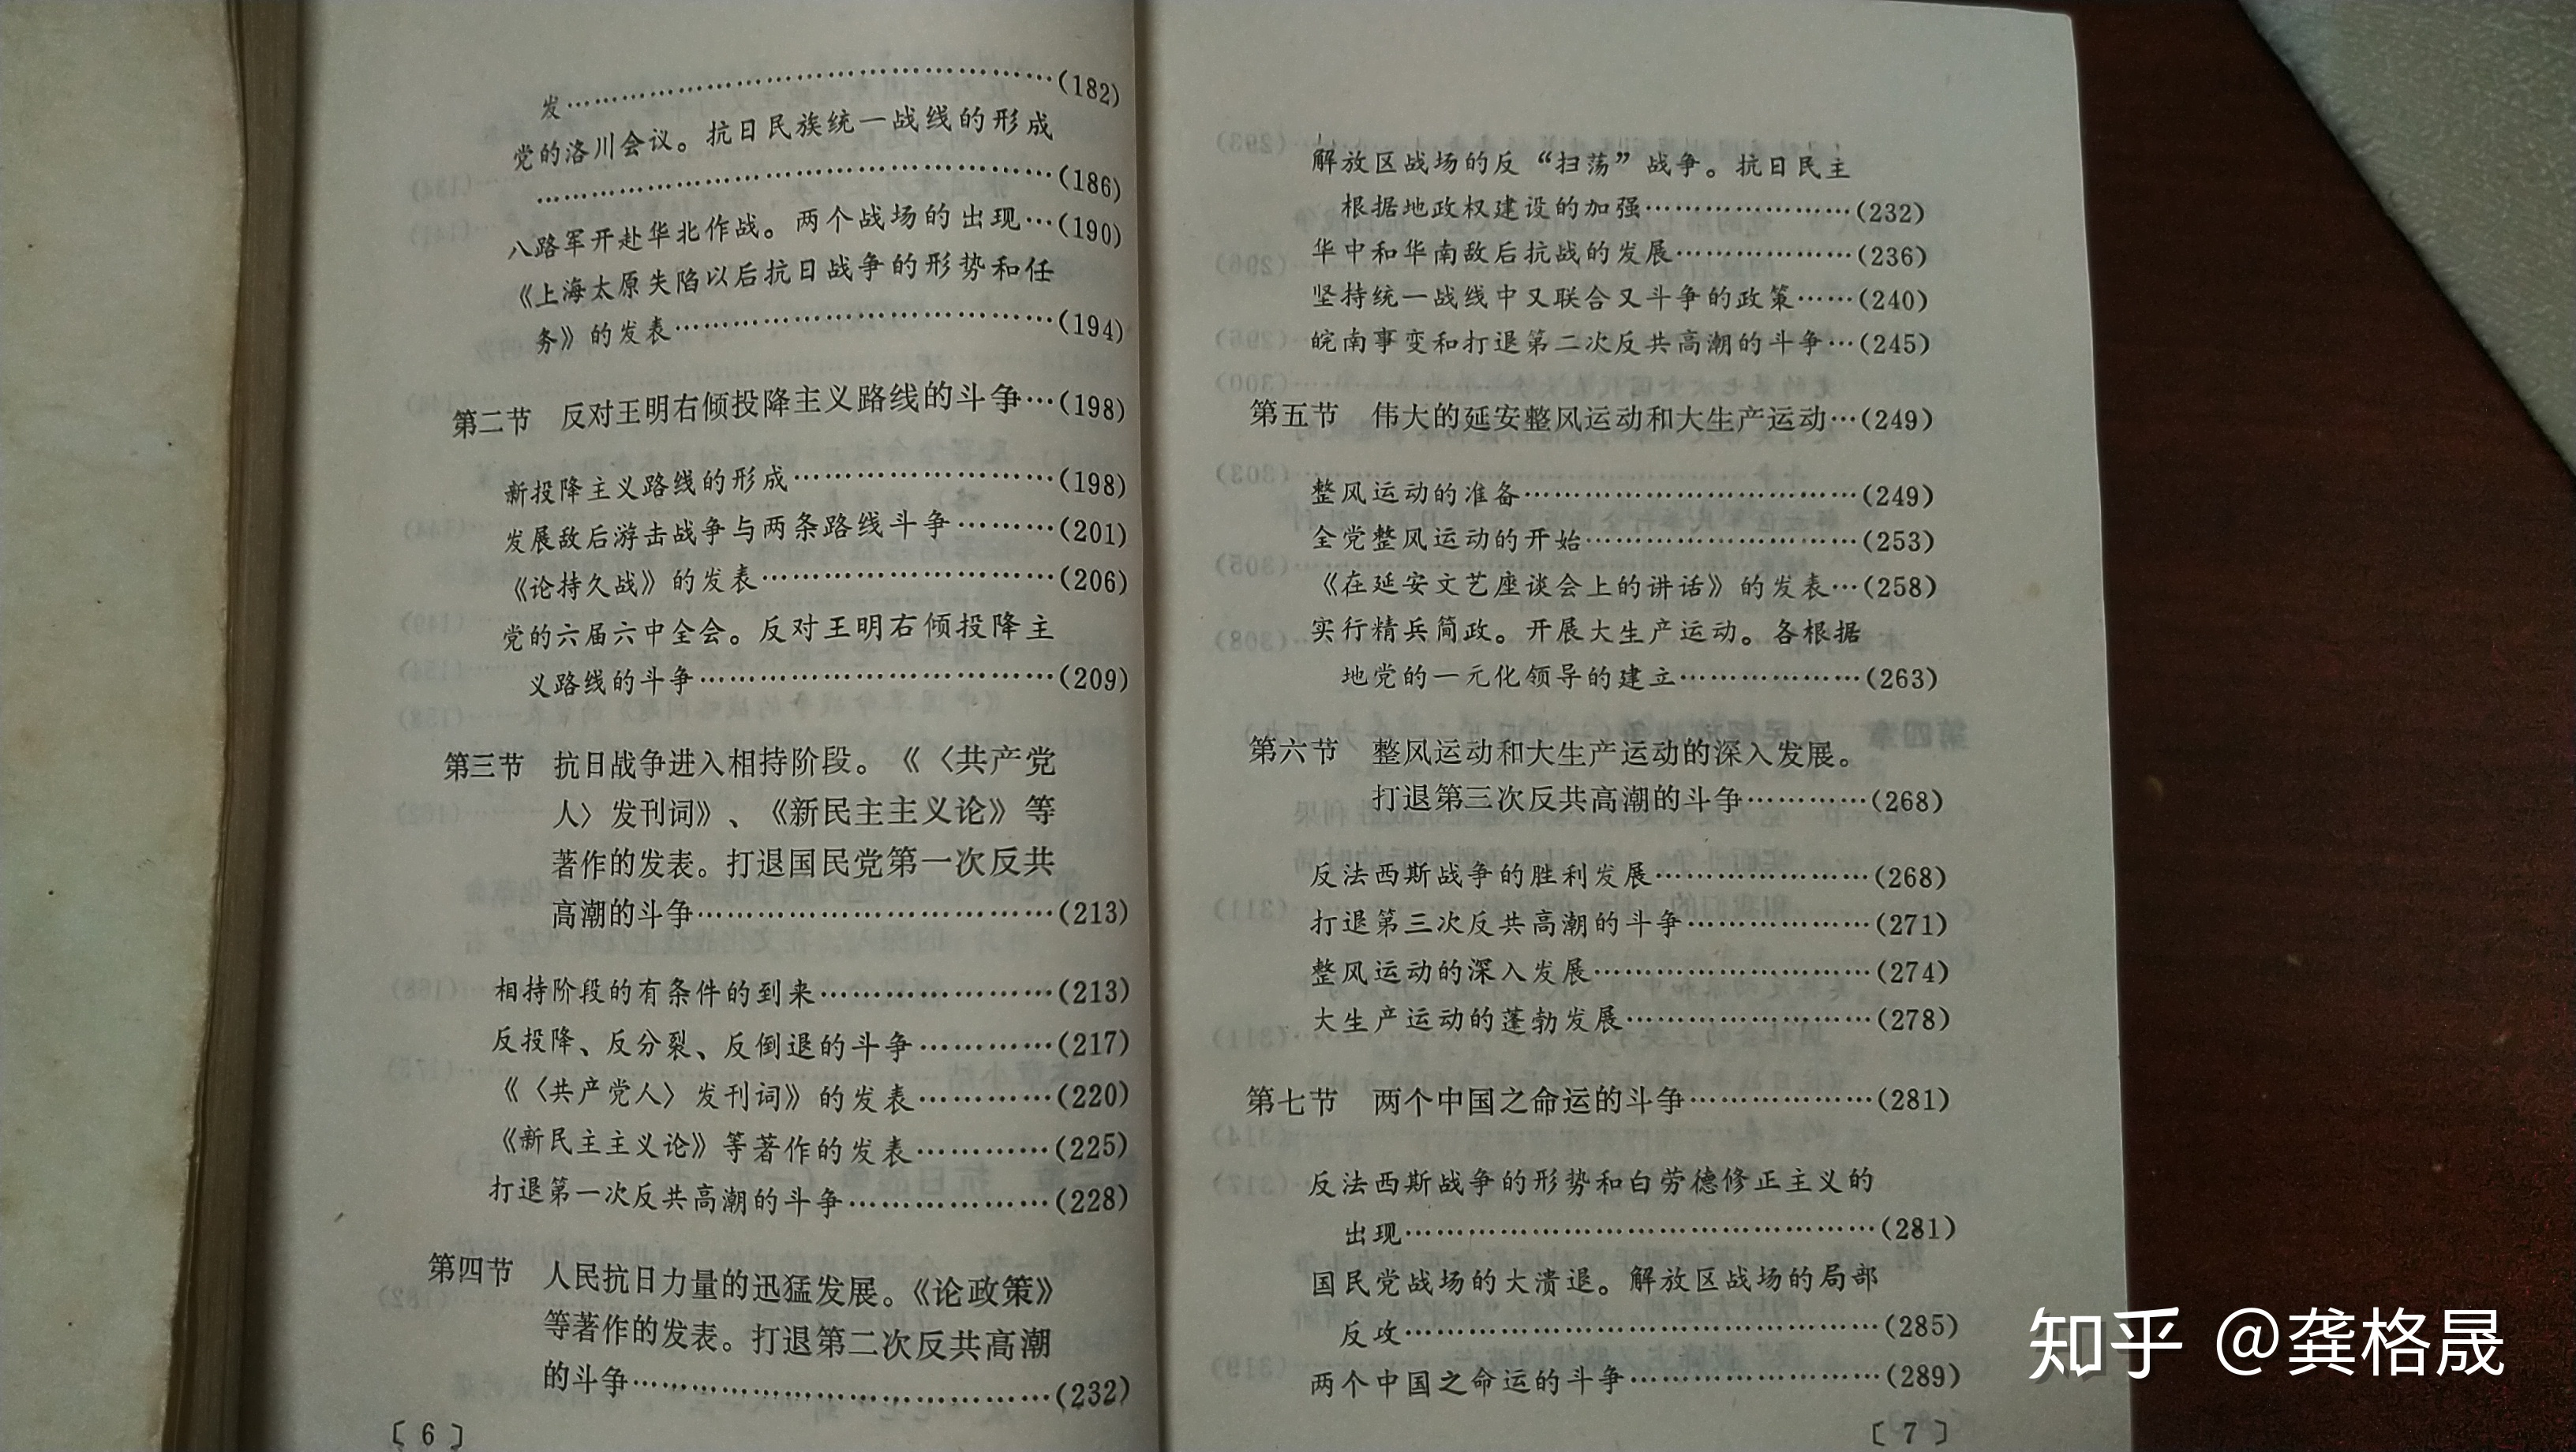 发……………………………………………(182)
党的洛川会议。抗日民族统一战线的形成
……………………………………………(186)
八路军开赴华北作战。两个战场的出现…(190)
《上海太原失陷以后抗日战争的形势和任
务》的发表…………………………………(194)
第二节 反对王明右倾投降主义路线的斗争…(198)
新投降主义路线的形成………………………(198)
发展敌后游击战争与两条路线斗争………(201)
《论持久战》的发表…………………………(206)
党的六届六中全会。反对王明右倾投降主
义路线的斗争………………………………(209)
第三节 抗日战争进入相持阶段。《〈共产党
人〉发刊词》、《新民主主义论》等
著作的发表。打退国民党第一次反共
高潮的斗争………………………………(213)
相持阶段的有条件的到来……………………(213)
反投降、反分裂、反倒退的斗争…………(217)
《〈共产党人〉发刊词》的发表…………(220)
《新民主主义论》等著作的发表…………(225)
打退第一次反共高潮的斗争………………(228)
第四节 人民抗日力量的迅猛发展。《论政策》
等著作的发表。打退第二次反共高潮
的斗争……………………………………(232)
〔6〕
解放区战场的反“扫荡”战争。抗日民主
根据地政权建设的加强…………………(232)
华中和华南敌后抗战的发展………………(236)
坚持统一战线中又联合又斗争的政策……(240)
皖南事变和打退第二次反共高潮的斗争…(245)
第五节 伟大的延安整风运动和大生产运动…(249)
整风运动的准备……………………………(249)
全党整风运动的开始………………………(253)
《在延安文艺座谈会上的讲话》的发表…(258)
实行精兵简政。开展大生产运动。各根据
地党的一元化领导的建立………………(263)
第六节 整风运动和大生产运动的深入发展。
打退第三次反共高潮的斗争…………(268)
反法西斯战争的胜利发展…………………(268)
打退第三次反共高潮的斗争………………(271)
整风运动的深入发展………………………(274)
大生产运动的蓬勃发展……………………(278)
第七节 两个中国之命运的斗争………………(281)
反法西斯战争的形势和白劳德修正主义的
出现…………………………………………(281)
国民党战场的大溃退。解放区战场的局部
反攻…………………………………………(285)
两个中国之命运的斗争……………………(289)
〔7〕
知乎 @龚格晟